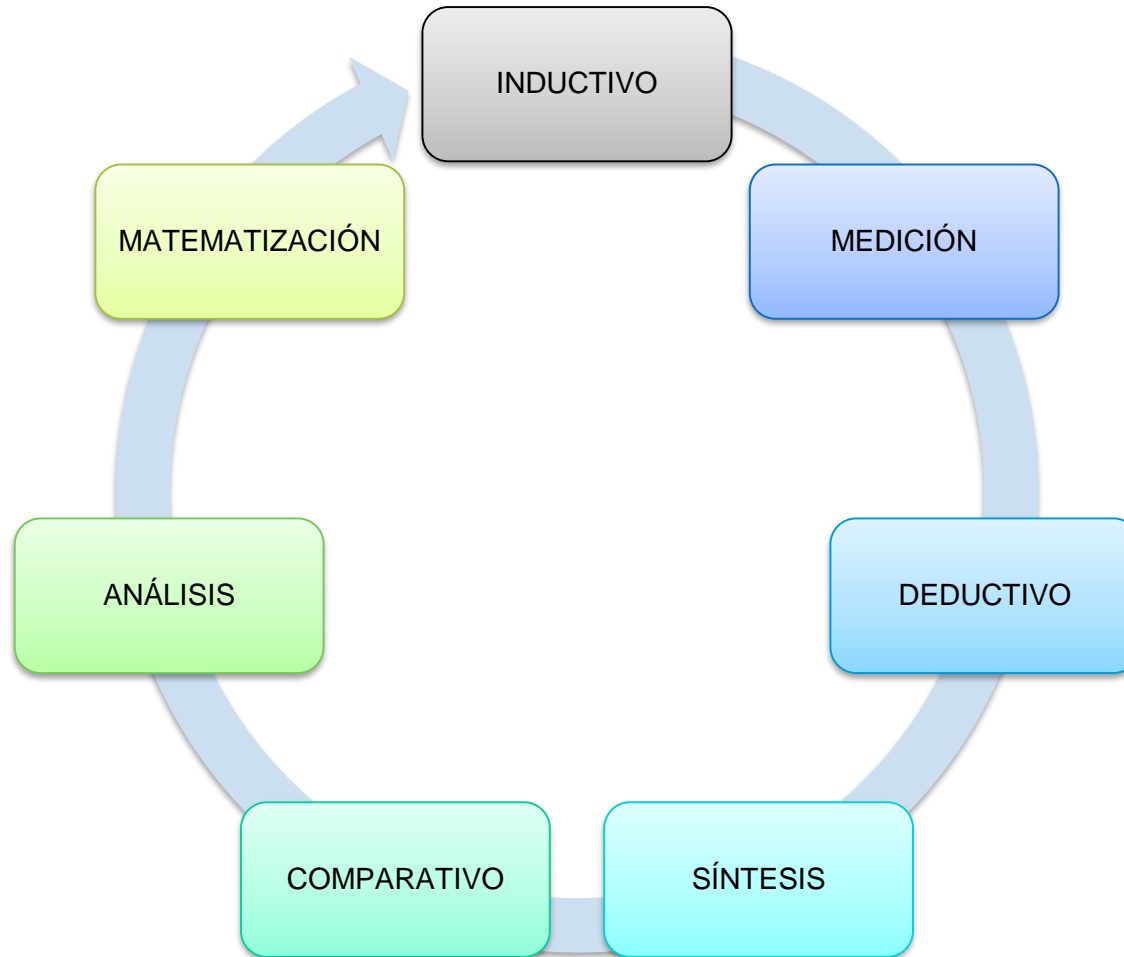 INDUCTIVO
MEDICIÓN
DEDUCTIVO
SÍNTESIS
COMPARATIVO
ANÁLISIS
MATEMATIZACIÓN